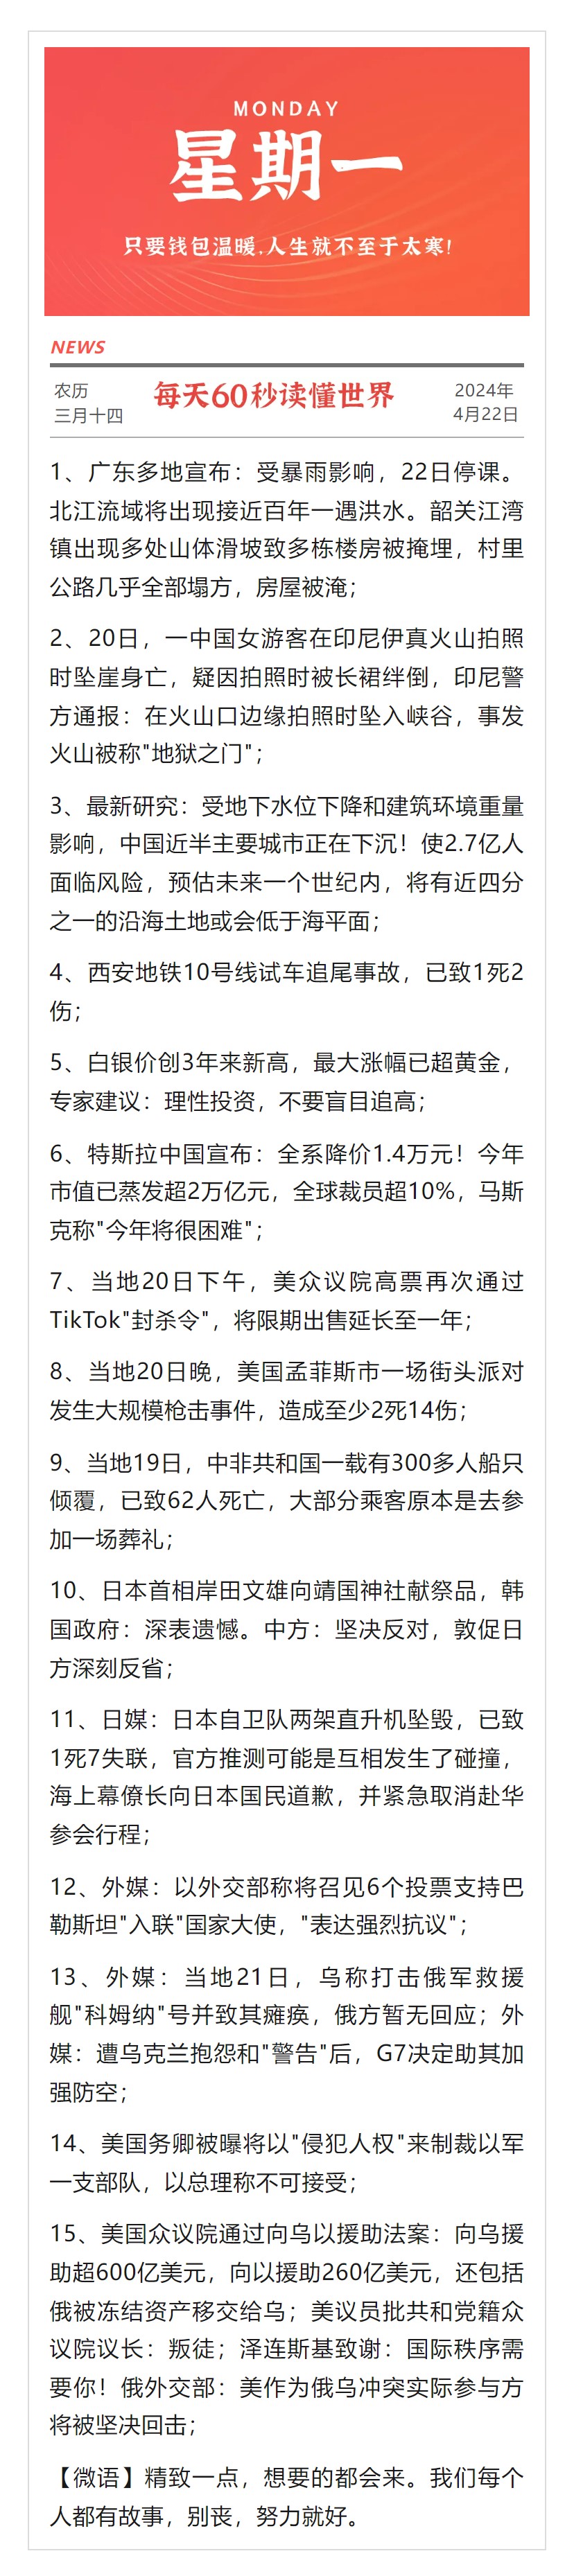 MONDAY
星期一
只要钱包温暖,人生就不至于太寒!
NEWS
农历
三月十四
每天60秒读懂世界
2024年
4月22日
1、广东多地宣布：受暴雨影响，22日停课。
北江流域将出现接近百年一遇洪水。韶关江湾
镇出现多处山体滑坡致多栋楼房被掩埋，村里
公路几乎全部塌方，房屋被淹；
2、20日，一中国女游客在印尼伊真火山拍照
时坠崖身亡，疑因拍照时被长裙绊倒，印尼警
方通报：在火山口边缘拍照时坠入峡谷，事发
火山被称"地狱之门"；
3、最新研究：受地下水位下降和建筑环境重量
影响，中国近半主要城市正在下沉！使2.7亿人
面临风险，预估未来一个世纪内，将有近四分
之一的沿海土地或会低于海平面；
4、西安地铁10号线试车追尾事故，已致1死2
伤；
5、白银价创3年来新高，最大涨幅已超黄金，
专家建议：理性投资，不要盲目追高；
6、特斯拉中国宣布：全系降价1.4万元！今年
市值已蒸发超2万亿元，全球裁员超10%，马斯
克称"今年将很困难"；
7、当地20日下午，美众议院高票再次通过
TikTok"封杀令"，将限期出售延长至一年；
8、当地20日晚，美国孟菲斯市一场街头派对
发生大规模枪击事件，造成至少2死14伤；
9、当地19日，中非共和国一载有300多人船只
倾覆，已致62人死亡，大部分乘客原本是去参
加一场葬礼；
10、日本首相岸田文雄向靖国神社献祭品，韩
国政府：深表遗憾。中方：坚决反对，敦促日
方深刻反省；
11、日媒：日本自卫队两架直升机坠毁，已致
1死7失联，官方推测可能是互相发生了碰撞，
海上幕僚长向日本国民道歉，并紧急取消赴华
参会行程；
12、外媒：以外交部称将召见6个投票支持巴
勒斯坦"入联"国家大使，"表达强烈抗议"；
13、外媒：当地21日，乌称打击俄军救援
舰"科姆纳"号并致其瘫痪，俄方暂无回应；外
媒：遭乌克兰抱怨和"警告"后，G7决定助其加
强防空；
14、美国务卿被曝将以"侵犯人权"来制裁以军
一支部队，以总理称不可接受；
15、美国众议院通过向乌以援助法案：向乌援
助超600亿美元，向以援助260亿美元，还包括
俄被冻结资产移交给乌；美议员批共和党籍众
议院议长：叛徒；泽连斯基致谢：国际秩序需
要你！俄外交部：美作为俄乌冲突实际参与方
将被坚决回击；
【微语】精致一点，想要的都会来。我们每个
人都有故事，别丧，努力就好。